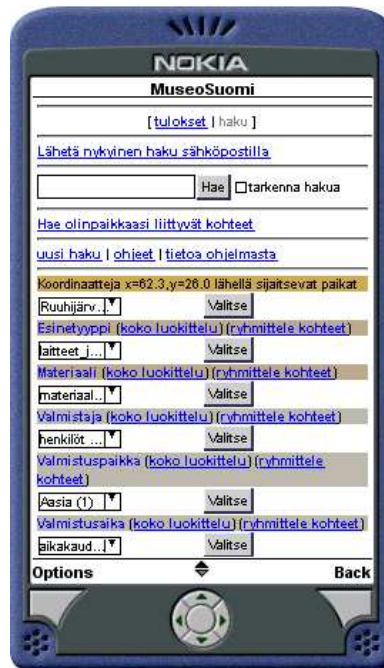 NOKIA
MuseoSuomi
[ tulokset | haku ]
Lähetä nykyinen haku sähköpostilla
Hae tarkenna hakua
Hae olinpaikkaasi liittyvät kohteet
uusi haku | ohjeet | tietoa ohjelmasta
Koordinaatteja x=62.3,y=26.0 lähellä sijaitsevat paikat
Ruuhijärv... Valitse
Esinetyyppi (koko luokittelu) (ryhmittele kohteet)
laitteet_j... Valitse
Materiaali (koko luokittelu) (ryhmittele kohteet)
materiaal... Valitse
Valmistaja (koko luokittelu) (ryhmittele kohteet)
henkilöt ... Valitse
Valmistuspaikka (koko luokittelu) (ryhmittele
kohteet)
Aasia (1) Valitse
Valmistusaika (koko luokittelu) (ryhmittele kohteet)
aikakaud... Valitse
Options Back